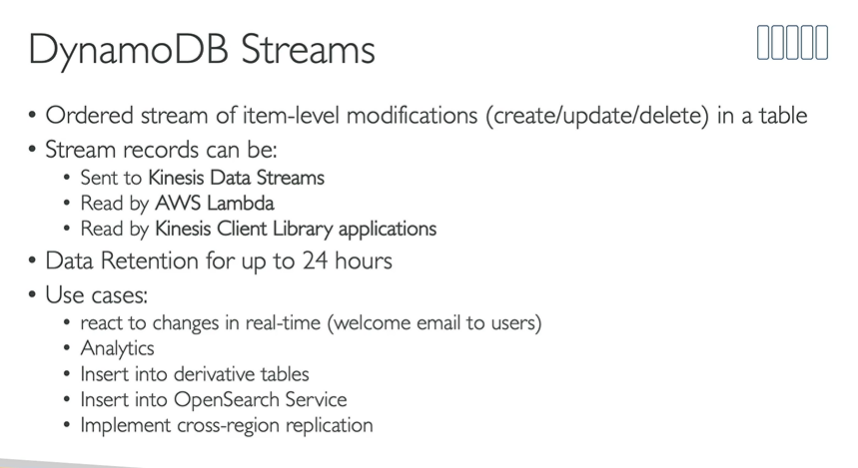 DynamoDB Streams
• Ordered stream of item-level modifications (create/update/delete) in a table
• Stream records can be:
• Sent to Kinesis Data Streams
• Read by AWS Lambda
• Read by Kinesis Client Library applications
• Data Retention for up to 24 hours
• Use cases:
• react to changes in real-time (welcome email to users)
• Analytics
• Insert into derivative tables
• Insert into OpenSearch Service
• Implement cross-region replication